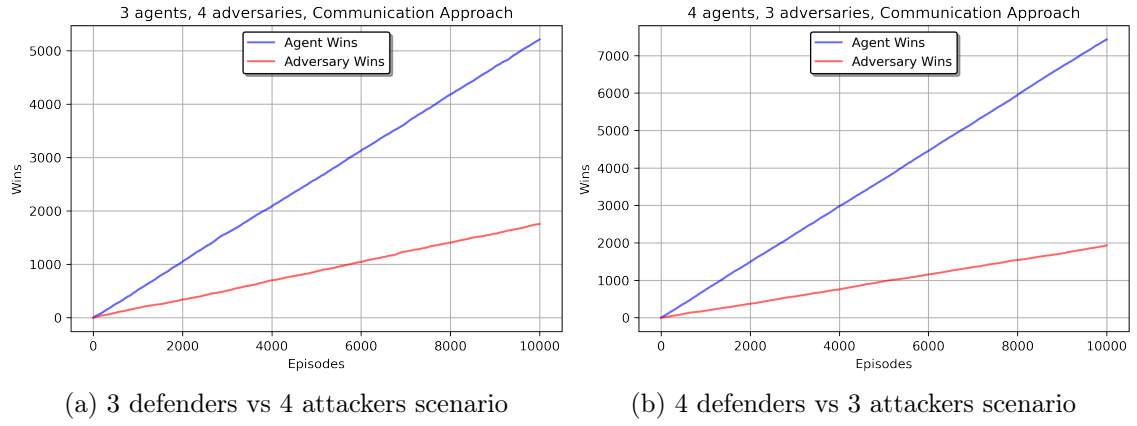 3 agents, 4 adversaries, Communication Approach
Agent Wins
Adversary Wins
5000
4000
3000
2000
1000
0
Wins
0 2000 4000 6000 8000 10000
Episodes
(a) 3 defenders vs 4 attackers scenario
4 agents, 3 adversaries, Communication Approach
Agent Wins
Adversary Wins
7000
6000
5000
4000
3000
2000
1000
0
Wins
0 2000 4000 6000 8000 10000
Episodes
(b) 4 defenders vs 3 attackers scenario